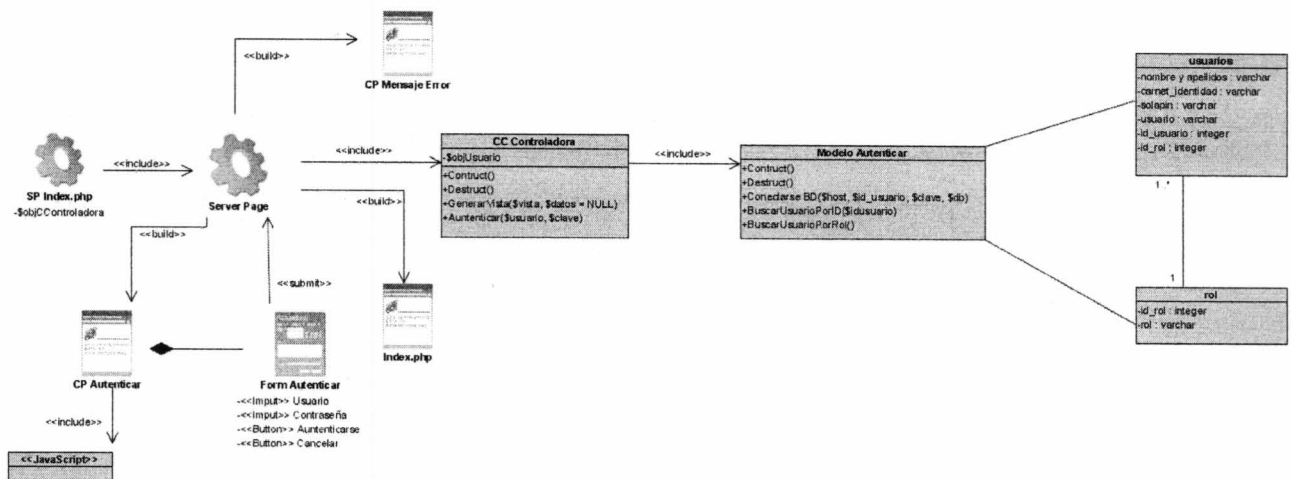 <<build>>
CP Mensaje Error
SP Index.php
-$objCControladora
<<include>>
Server Page
<<include>>
<<build>>
CC Controladora
-$objUsuario
+Contruct()
+Destruct()
+GenerarVista($vista, $datos = NULL)
+Auntenticar($usuario, $clave)
<<include>>
Modelo Autenticar
+Contruct()
+Destruct()
+Conectarse BD($host, $id_usuario, $clave, $db)
+BuscarUsuarioPorID($idusuario)
+BuscarUsuarioPorRol()
usuarios
-nombre y apellidos : varchar
-carnet_identidad : varchar
-solapin : varchar
-usuario : varchar
-id_usuario : integer
-id_rol : integer
1..*
1
rol
-id_rol : integer
-rol : varchar
<<build>>
<<submit>>
Index.php
CP Autenticar
Form Autenticar
-<<Input>> Usuario
-<<Input>> Contraseña
-<<Button>> Auntenticarse
-<<Button>> Cancelar
<<include>>
<<JavaScript>>